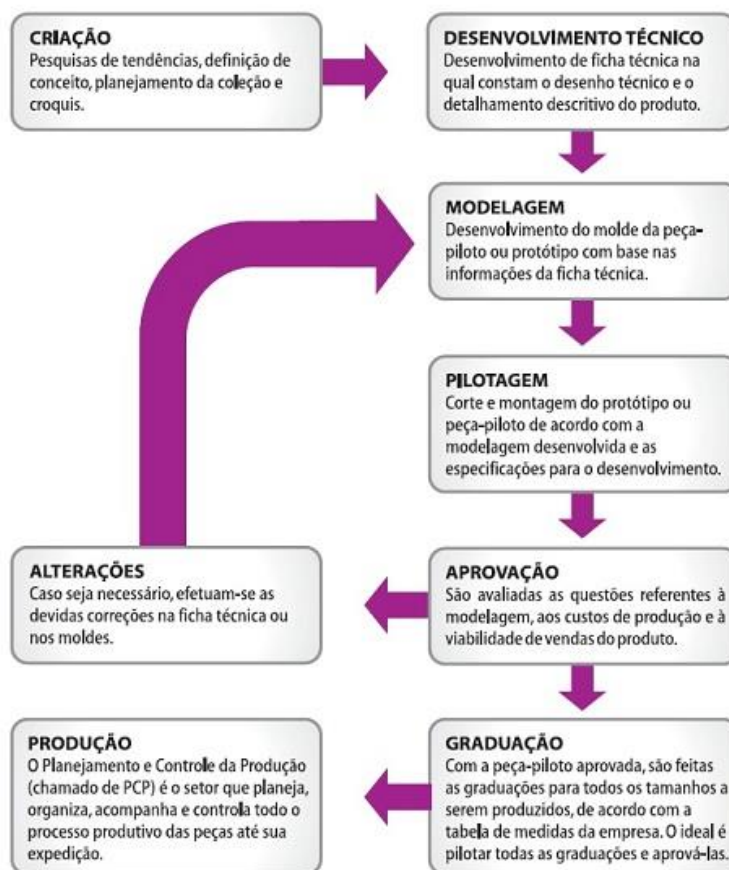 CRIAÇÃO
Pesquisas de tendências, definição de
conceito, planejamento da coleção e
croquis.
DESENVOLVIMENTO TÉCNICO
Desenvolvimento de ficha técnica na
qual constam o desenho técnico e o
detalhamento descritivo do produto.
MODELAGEM
Desenvolvimento do molde da peça-
piloto ou protótipo com base nas
informações da ficha técnica.
PILOTAGEM
Corte e montagem do protótipo ou
peça-piloto de acordo com a
modelagem desenvolvida e as
especificações para o desenvolvimento.
APROVAÇÃO
São avaliadas as questões referentes à
modelagem, aos custos de produção e à
viabilidade de vendas do produto.
ALTERAÇÕES
Caso seja necessário, efetuam-se as
devidas correções na ficha técnica ou
nos moldes.
GRADUAÇÃO
Com a peça-piloto aprovada, são feitas
as graduações para todos os tamanhos a
serem produzidos, de acordo com a
tabela de medidas da empresa. O ideal é
pilotar todas as graduações e aprová-las.
PRODUÇÃO
O Planejamento e Controle da Produção
(chamado de PCP) é o setor que planeja,
organiza, acompanha e controla todo o
processo produtivo das peças até sua
expedição.